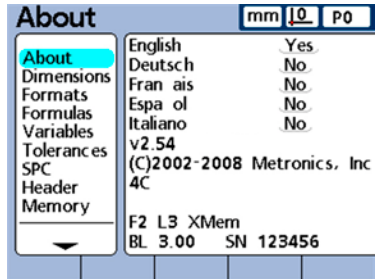 About
mm 10 P0
About
Dimensions
Formats
Formulas
Variables
Tolerances
SPC
Header
Memory
English Yes
Deutsch No
Fran ais No
Espa ol No
Italiano No
v2.54
(C)2002-2008 Metronics, Inc
4C
F2 L3 XMem
BL 3.00 SN 123456